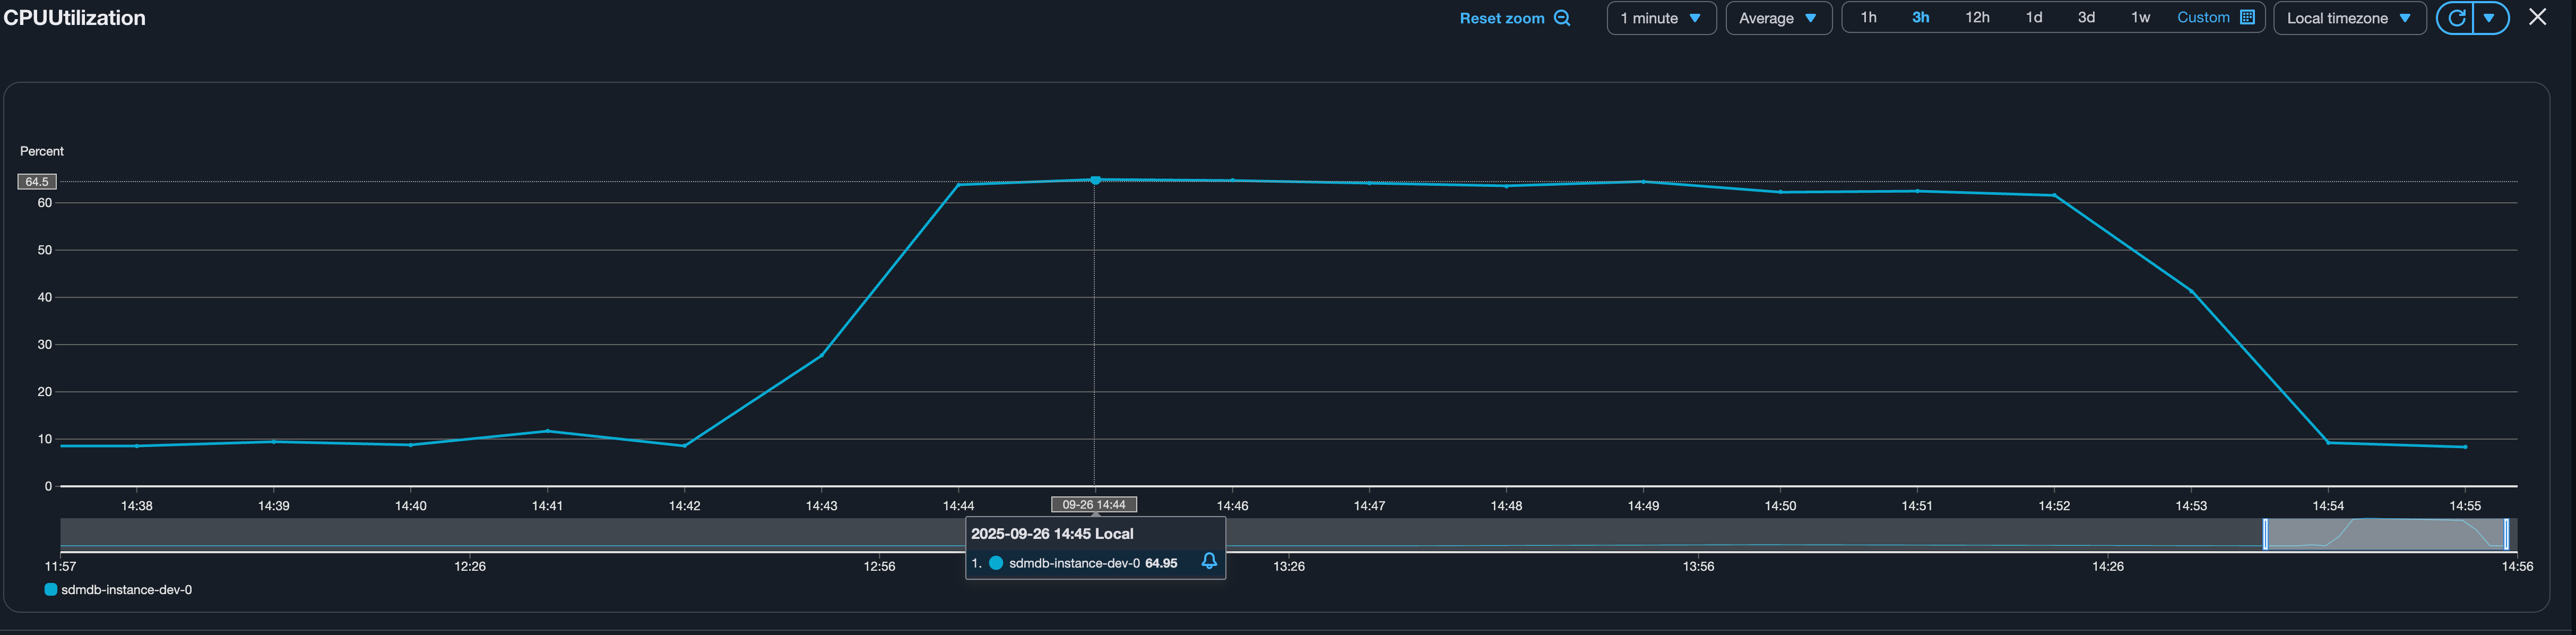 CPUUtilization
Reset zoom 1 minute Average 1h 3h 12h 1d 3d 1w Custom Local timezone
Percent
64.5
60
50
40
30
20
10
0
14:38 14:39 14:40 14:41 14:42 14:43 14:44 09-26 14:44 14:46 14:47 14:48 14:49 14:50 14:51 14:52 14:53 14:54 14:55
2025-09-26 14:45 Local
1. sdmdb-instance-dev-0 64.95
11:57 12:26 12:56 13:26 13:56 14:26 14:56
sdmdb-instance-dev-0